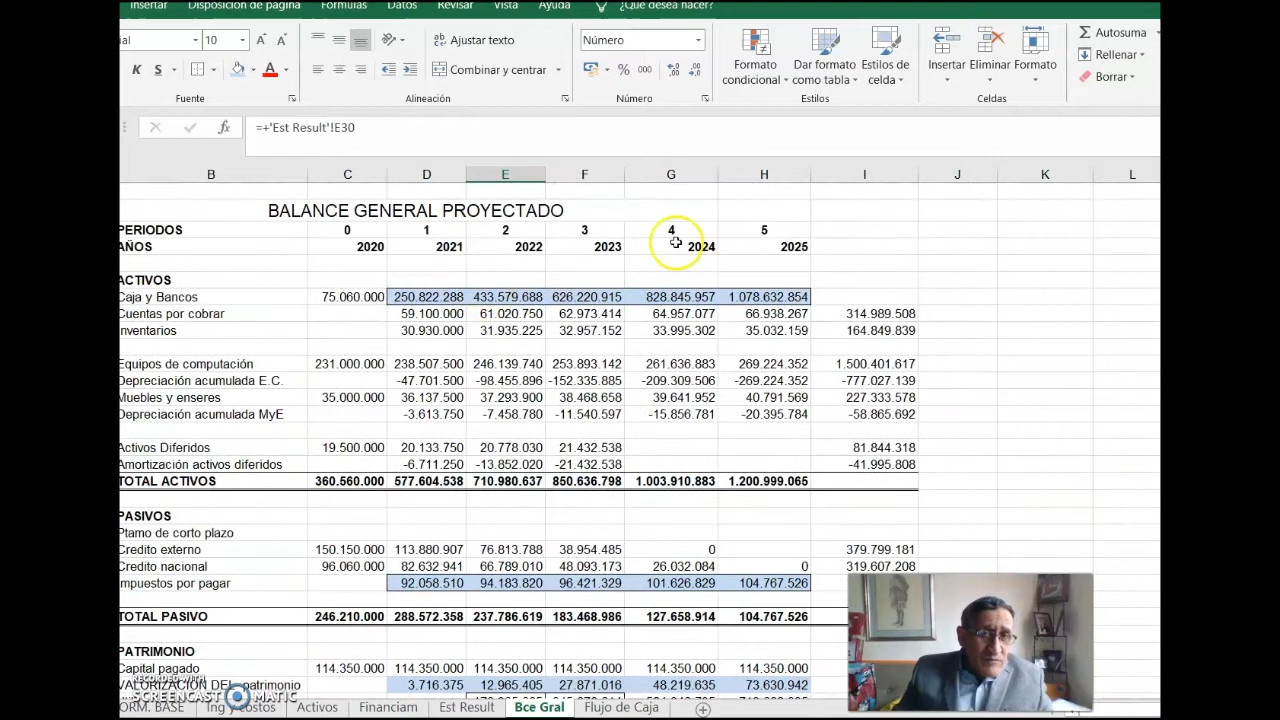 Insertar Disposición de página Fórmulas Datos Revisar Vista Ayuda ¿Qué desea hacer?
ial 10 A A ab Ajustar texto Número Autosuma
K S A Combinar y centrar % 000 Formato condicional Dar formato como tabla Estilos de celda Insertar Eliminar Formato Rellenar
Borrar
Fuente Alineación Número Estilos Celdas
fx =+'Est Result'!E30
B C D E F G H I J K L
BALANCE GENERAL PROYECTADO
PERIODOS 0 1 2 3 4 5
AÑOS 2020 2021 2022 2023 2024 2025
ACTIVOS
Caja y Bancos 75.060.000 250.822.288 433.579.688 626.220.915 828.845.957 1.078.632.854
Cuentas por cobrar 59.100.000 61.020.750 62.973.414 64.957.077 66.938.267 314.989.508
Inventarios 30.930.000 31.935.225 32.957.152 33.995.302 35.032.159 164.849.839
Equipos de computación 231.000.000 238.507.500 246.139.740 253.893.142 261.636.883 269.224.352 1.500.401.617
Depreciación acumulada E.C. -47.701.500 -98.455.896 -152.335.885 -209.309.506 -269.224.352 -777.027.139
Muebles y enseres 35.000.000 36.137.500 37.293.900 38.468.658 39.641.952 40.791.569 227.333.578
Depreciación acumulada MyE -3.613.750 -7.458.780 -11.540.597 -15.856.781 -20.395.784 -58.865.692
Activos Diferidos 19.500.000 20.133.750 20.778.030 21.432.538 81.844.318
Amortización activos diferidos -6.711.250 -13.852.020 -21.432.538 -41.995.808
TOTAL ACTIVOS 360.560.000 577.604.538 710.980.637 850.636.798 1.003.910.883 1.200.999.065
PASIVOS
Ptamo de corto plazo
Credito externo 150.150.000 113.880.907 76.813.788 38.954.485 0 379.799.181
Credito nacional 96.060.000 82.632.941 66.789.010 48.093.173 26.032.084 0 319.607.208
Impuestos por pagar 92.058.510 94.183.820 96.421.329 101.626.829 104.767.526
TOTAL PASIVO 246.210.000 288.572.358 237.786.619 183.468.986 127.658.914 104.767.526
PATRIMONIO
Capital pagado 114.350.000 114.350.000 114.350.000 114.350.000 114.350.000 114.350.000
VALORIZACION DEL patrimonio 3.716.375 12.965.405 27.871.016 48.219.635 73.630.942
RECORDED WITH
SCREENCAST MATIC
ORM. BASE Ing y costos Activos Financiam Est Result Bce Gral Flujo de Caja